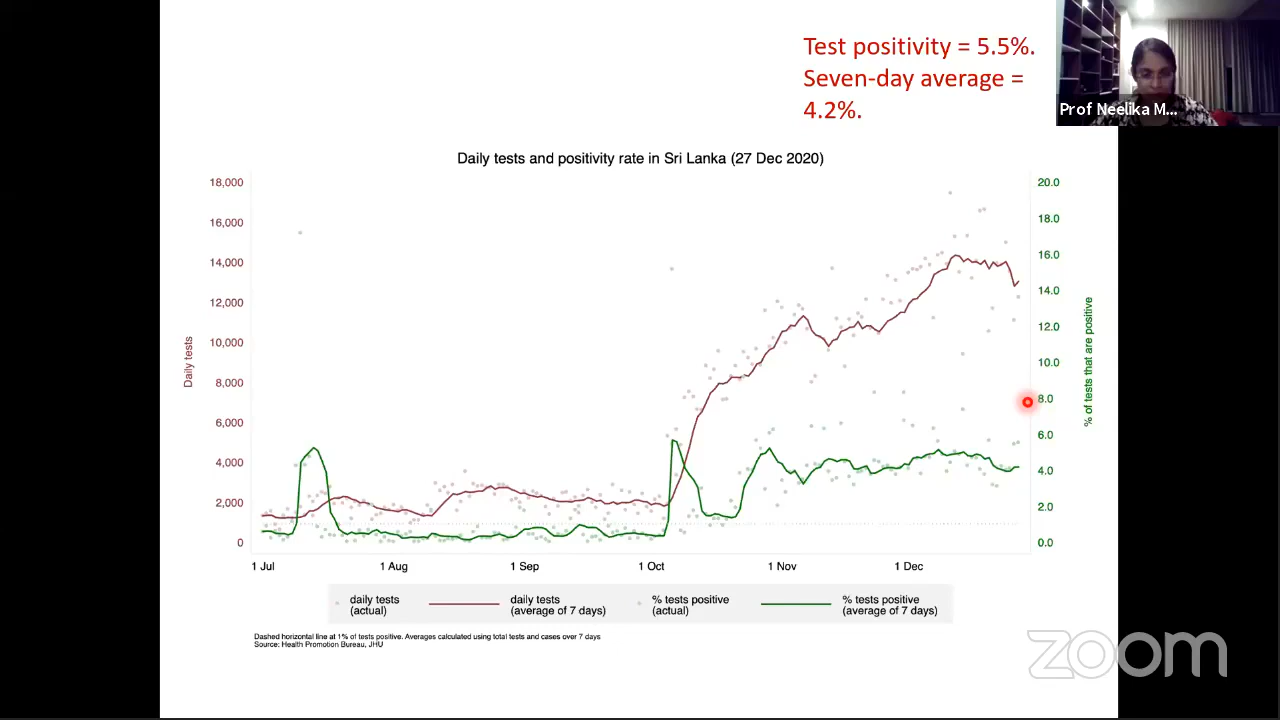 Test positivity = 5.5%.
Seven-day average =
4.2%.
Prof Neelika M...
Daily tests and positivity rate in Sri Lanka (27 Dec 2020)
18,000
16,000
14,000
12,000
10,000
8,000
6,000
4,000
2,000
0
Daily tests
20.0
18.0
16.0
14.0
12.0
10.0
8.0
6.0
4.0
2.0
0.0
% of tests that are positive
1 Jul
1 Aug
1 Sep
1 Oct
1 Nov
1 Dec
daily tests
(actual)
daily tests
(average of 7 days)
% tests positive
(actual)
% tests positive
(average of 7 days)
Dashed horizontal line at 1% of tests positive. Averages calculated using total tests and cases over 7 days
Source: Health Promotion Bureau, JHU
zoom